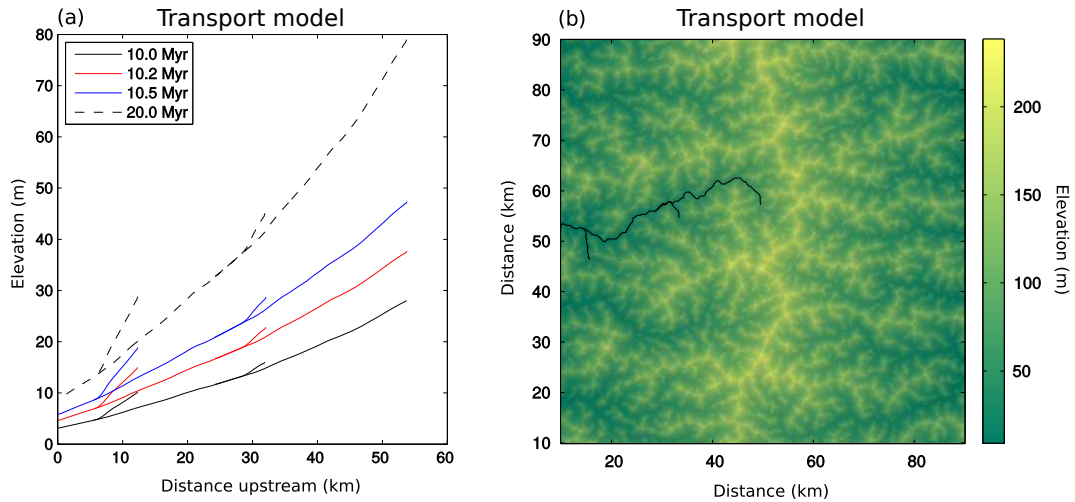 (a) Transport model
10.0 Myr
10.2 Myr
10.5 Myr
20.0 Myr
80
70
60
50
40
30
20
10
0
Elevation (m)
0 10 20 30 40 50 60
Distance upstream (km)
(b) Transport model
90
80
70
60
50
40
30
20
10
Distance (km)
20 40 60 80
Distance (km)
200
150
100
50
Elevation (m)